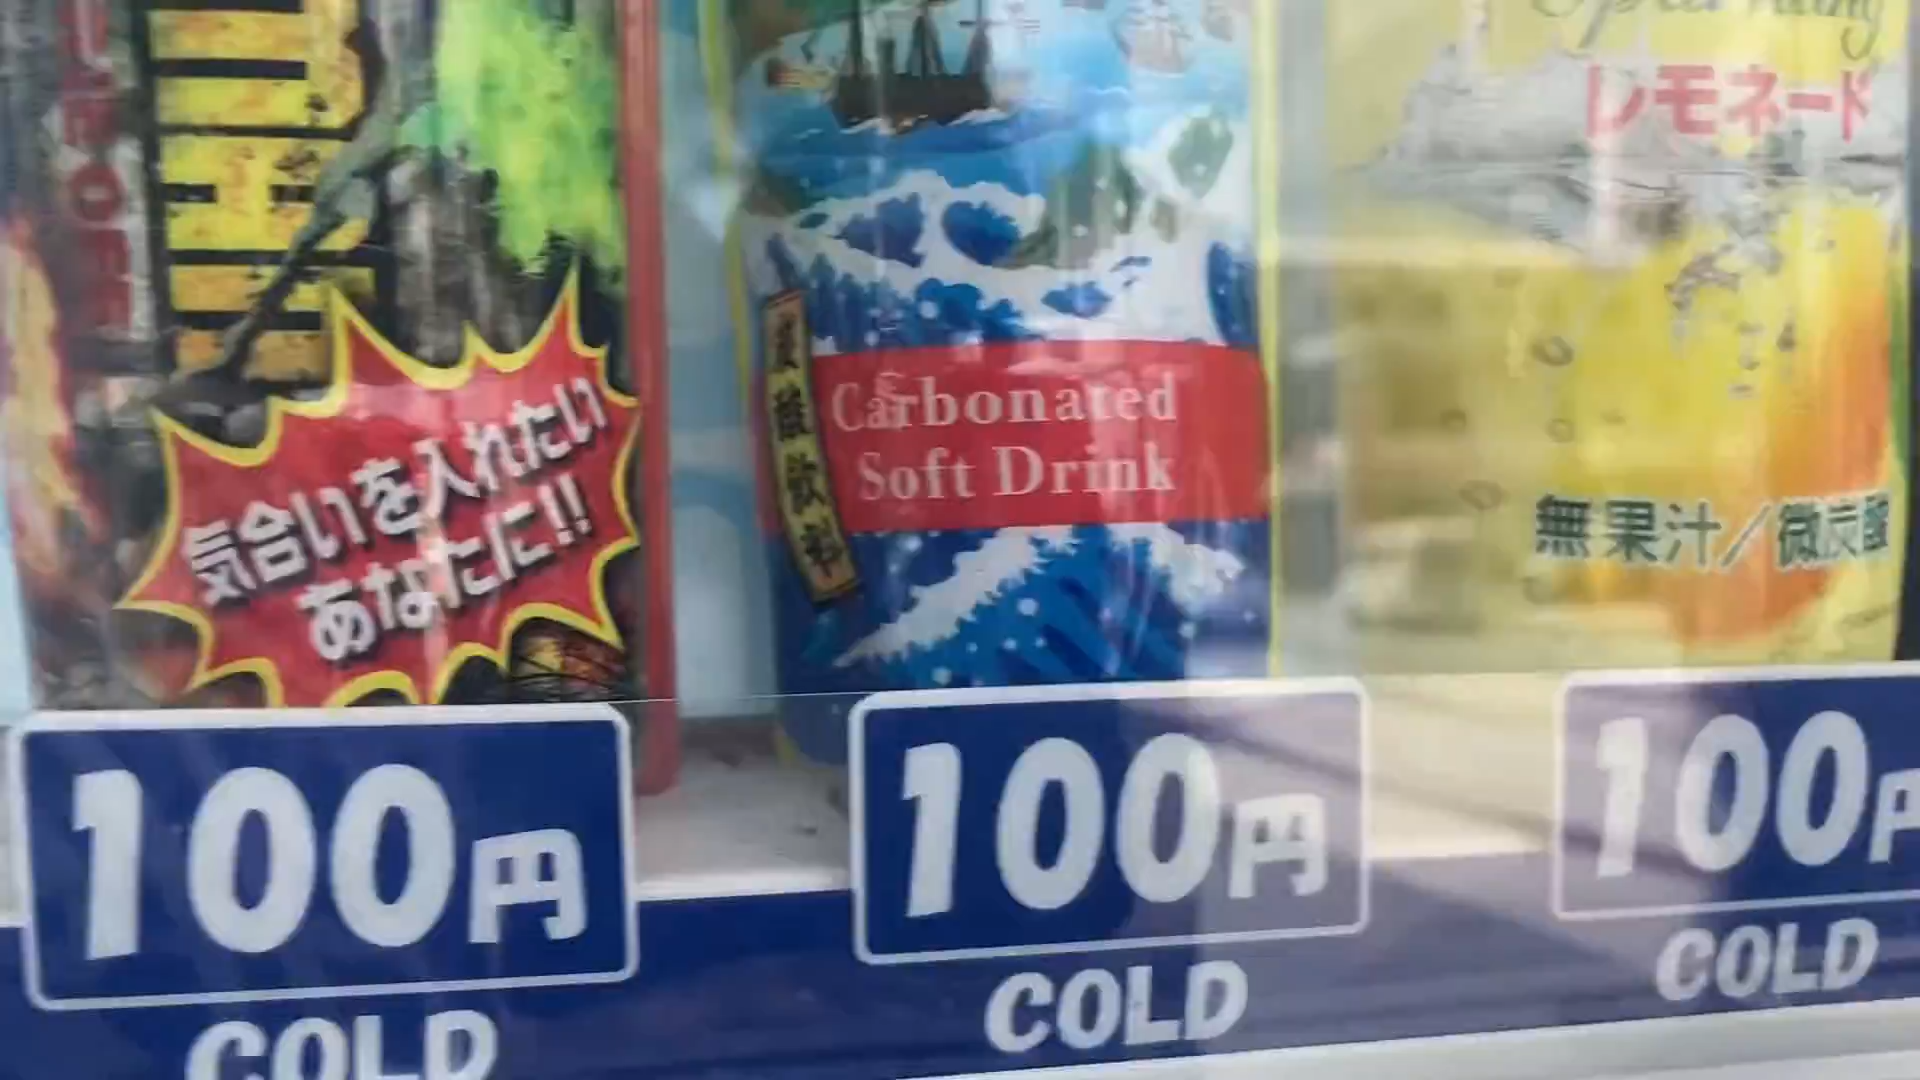 気合いを入れたい
あなたに!!
炭酸飲料
Carbonated
Soft Drink
Sparkling
レモネード
無果汁/微炭酸
100円
COLD
100円
COLD
100円
COLD